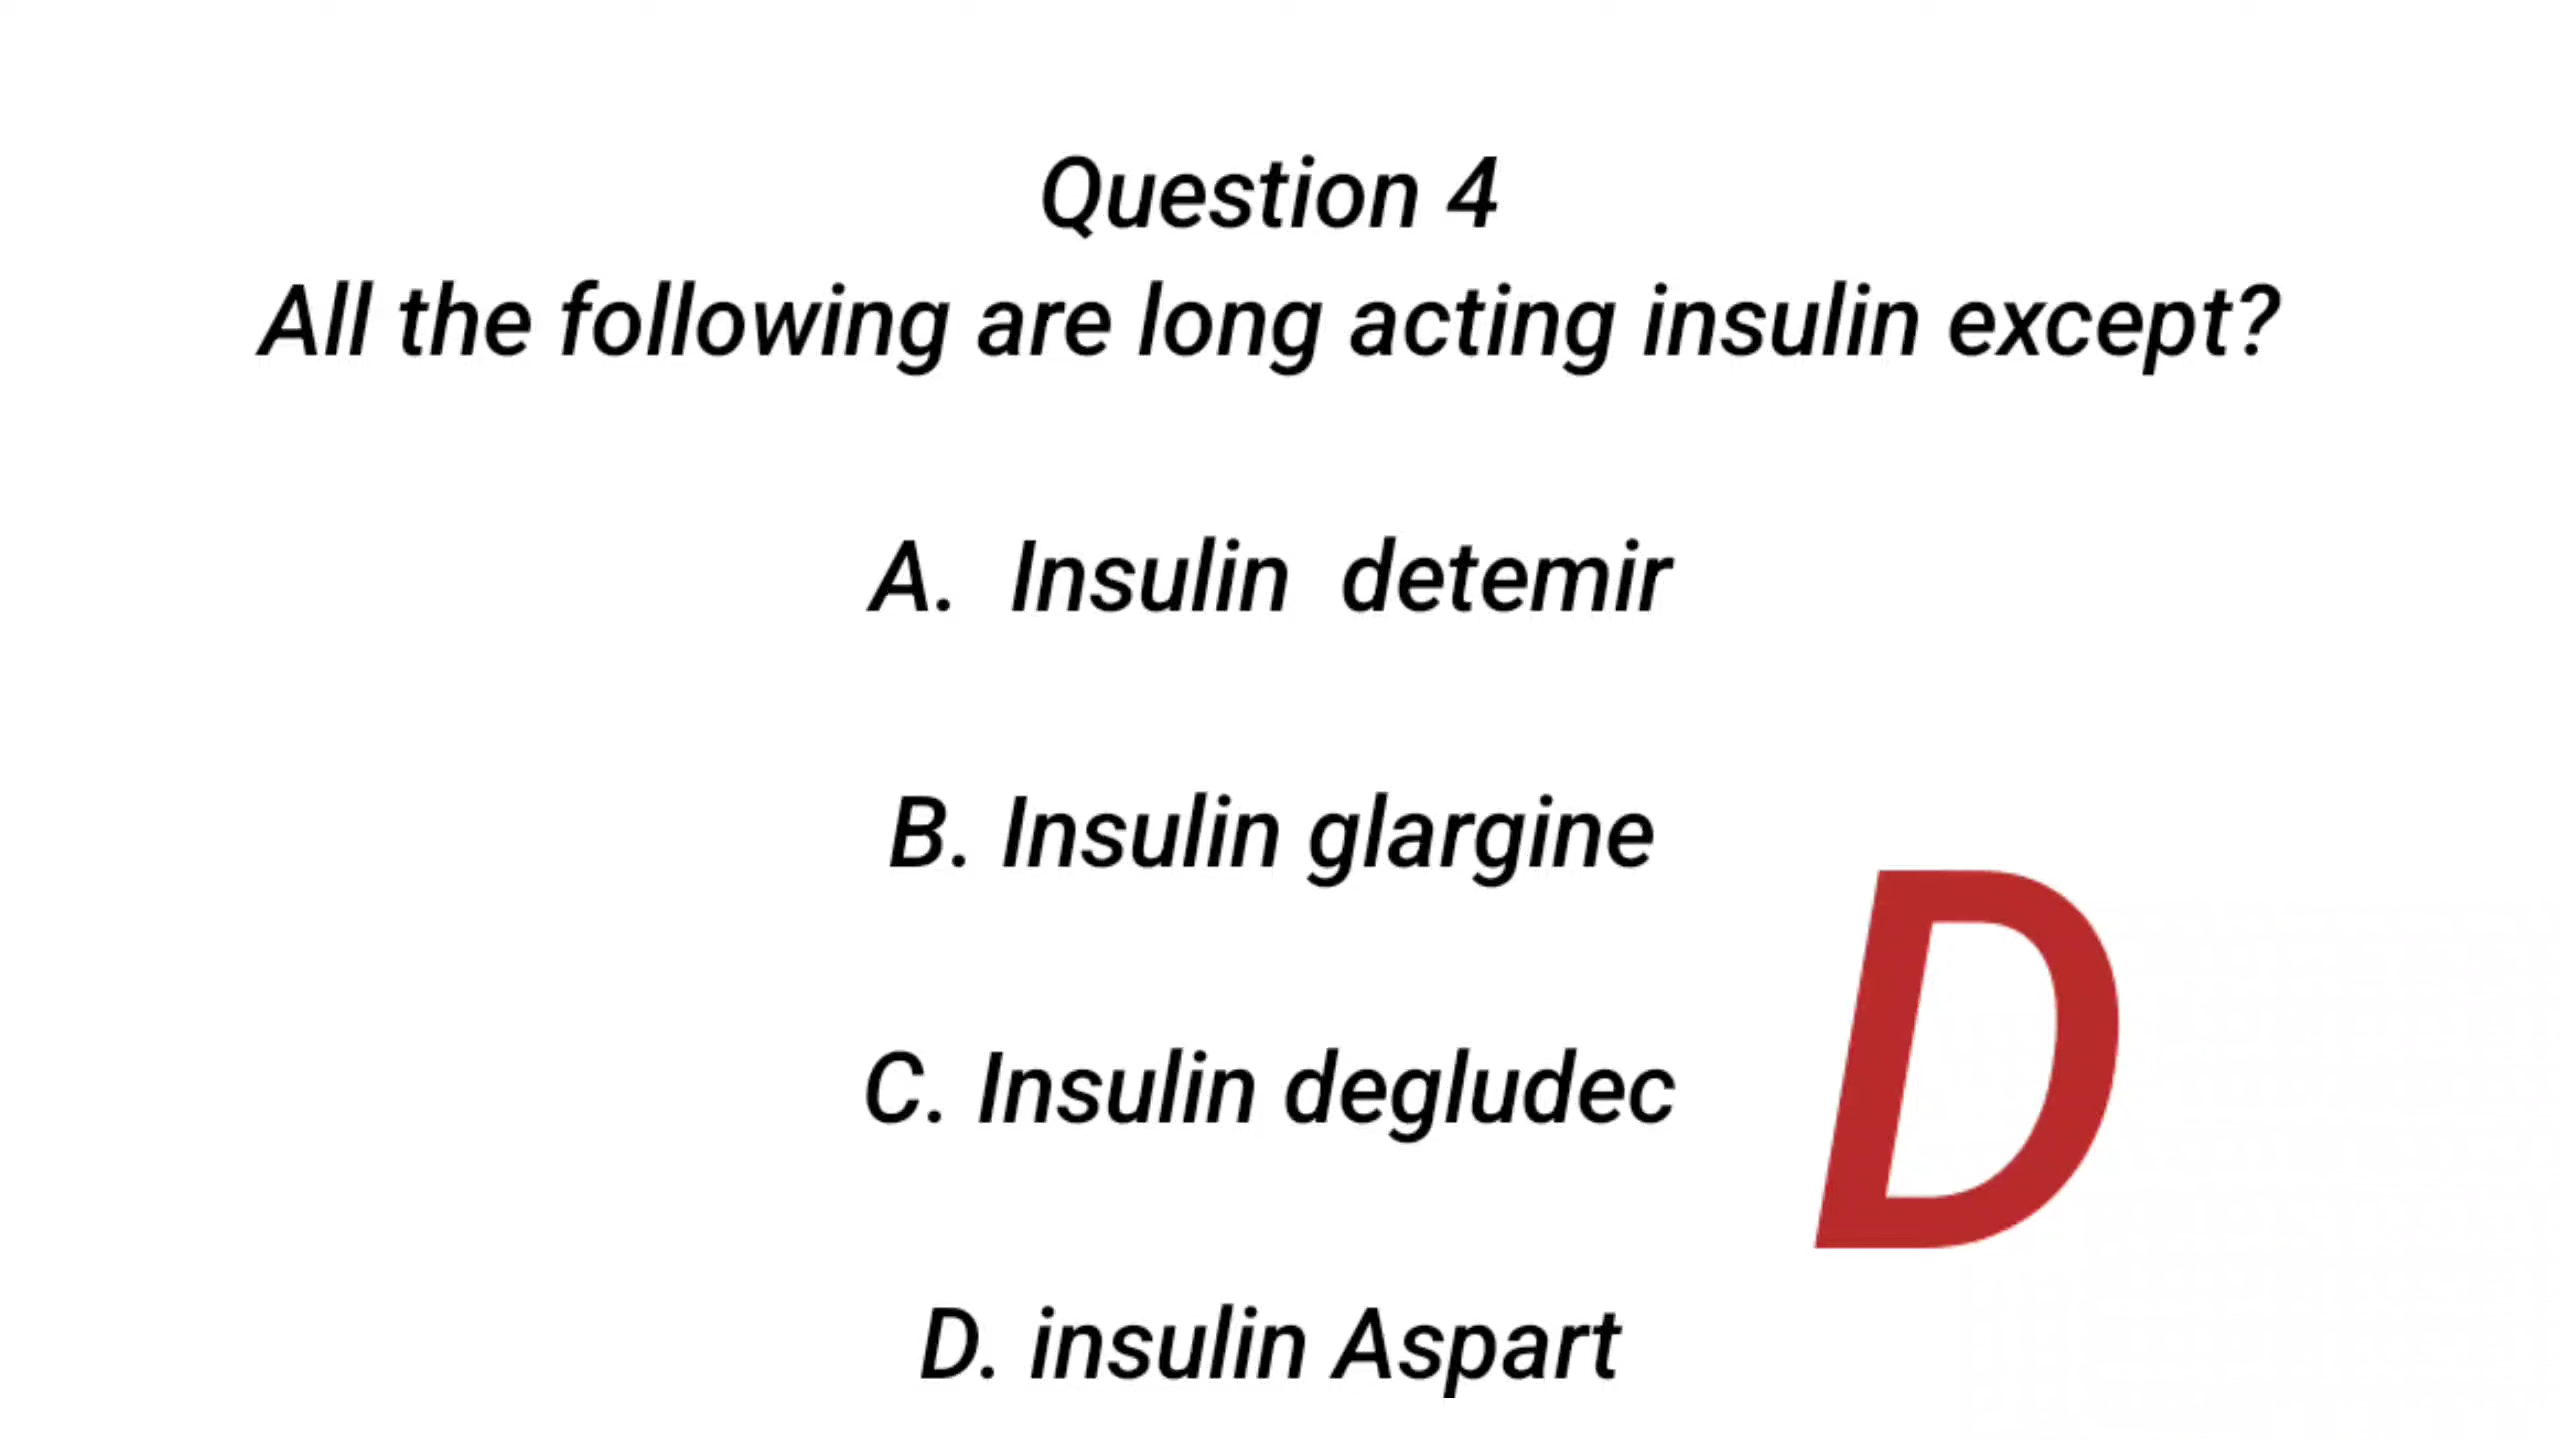 Question 4
All the following are long acting insulin except?
A. Insulin detemir
B. Insulin glargine
C. Insulin degludec
D
D. insulin Aspart